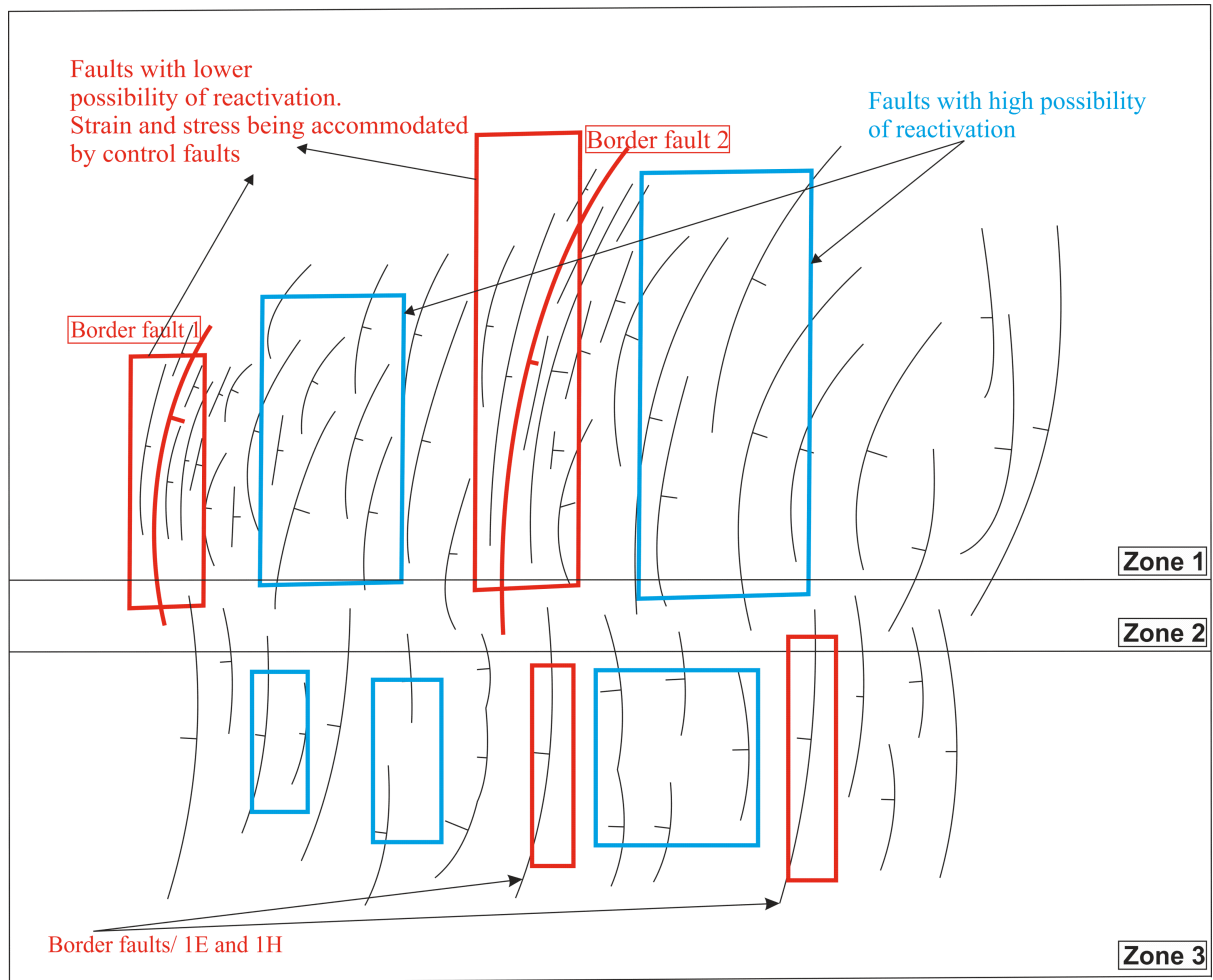 Faults with lower
possibility of reactivation.
Strain and stress being accommodated
by control faults
Faults with high possibility
of reactivation
Border fault 2
Border fault 1
Zone 1
Zone 2
Border faults/ 1E and 1H
Zone 3